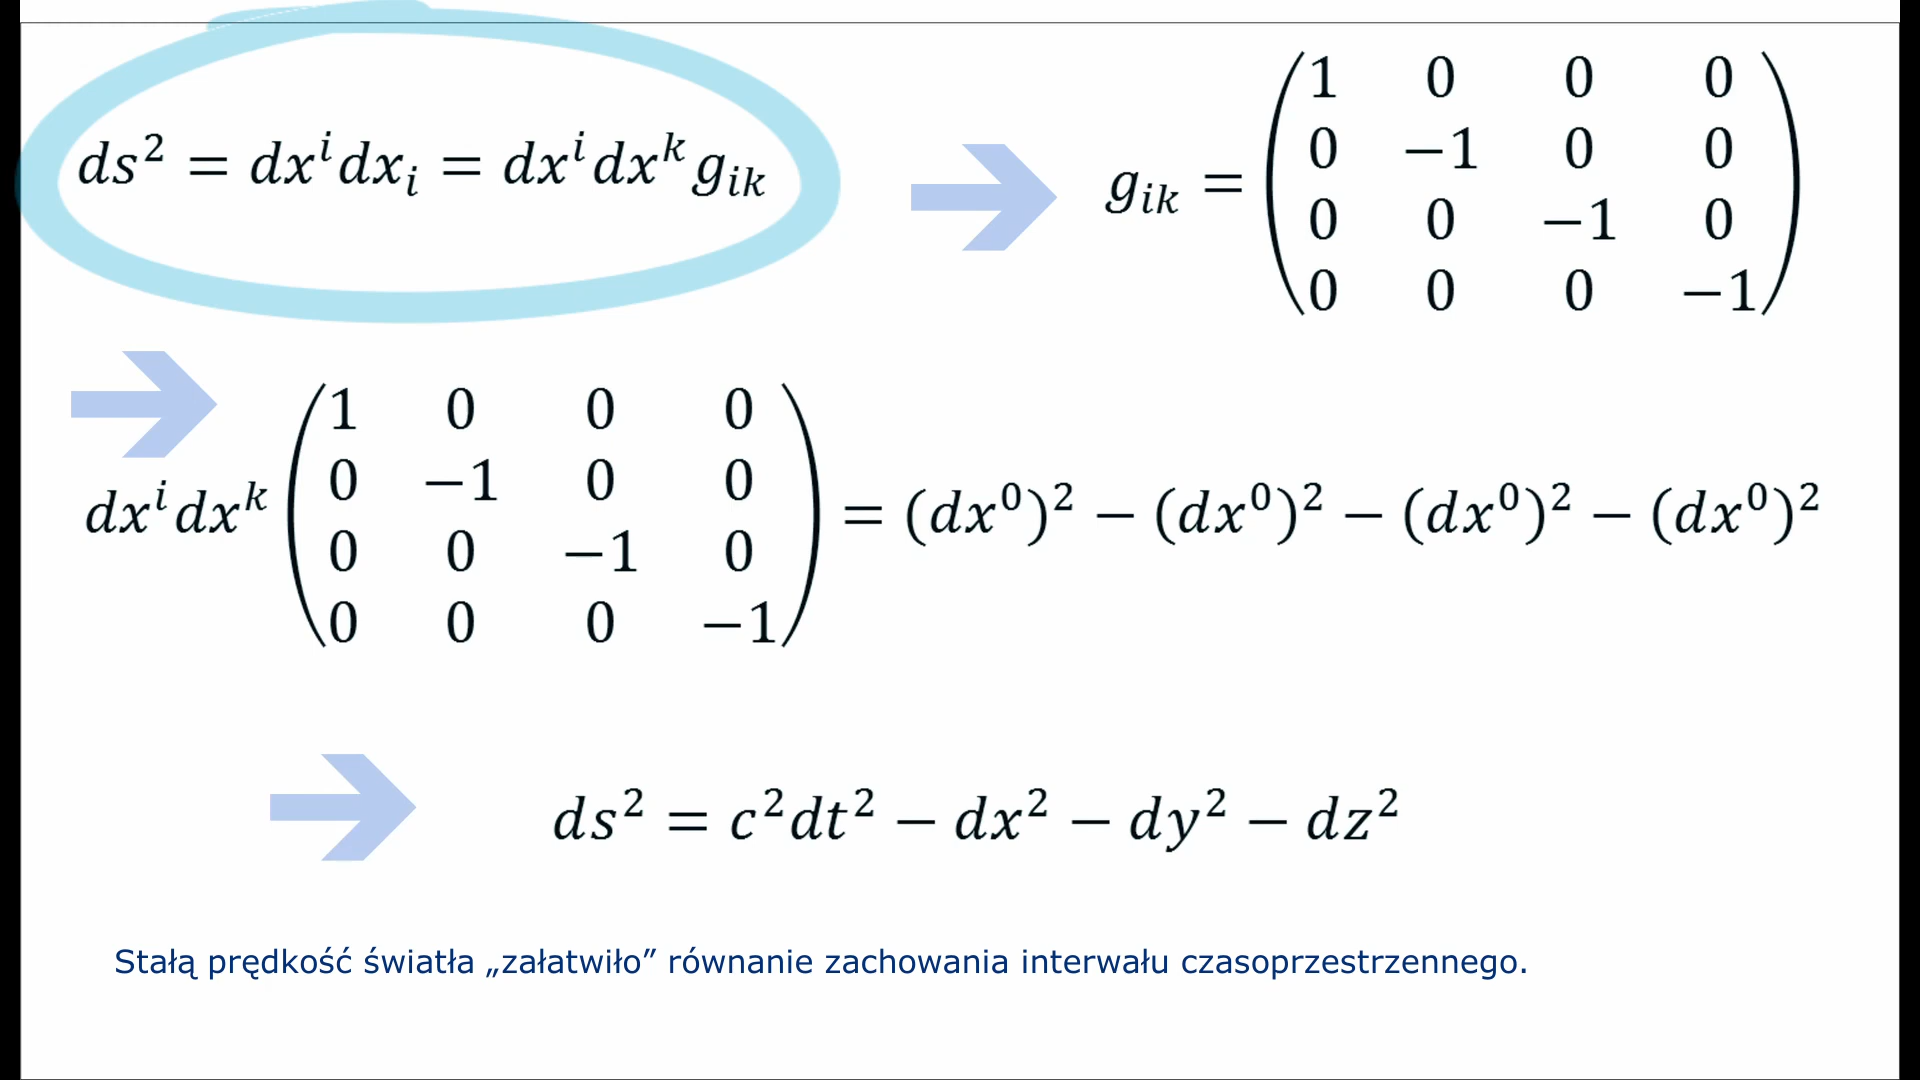 ds² = dxⁱdxᵢ = dxⁱdxᵏgᵢₖ
gᵢₖ = (1 0 0 0
0 −1 0 0
0 0 −1 0
0 0 0 −1)
dxⁱdxᵏ (1 0 0 0
0 −1 0 0
0 0 −1 0
0 0 0 −1) = (dx⁰)² − (dx⁰)² − (dx⁰)² − (dx⁰)²
ds² = c²dt² − dx² − dy² − dz²
Stałą prędkość światła „załatwiło” równanie zachowania interwału czasoprzestrzennego.